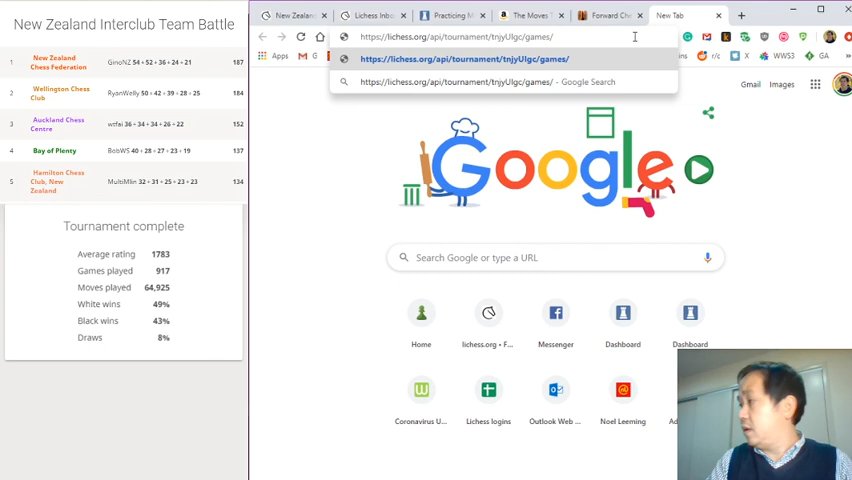 New Zealand Interclub Team Battle
1 New Zealand Chess Federation GinoNZ 54 + 52 + 36 + 24 + 21 187
2 Wellington Chess Club RyanWelly 50 + 42 + 39 + 28 + 25 184
3 Auckland Chess Centre wtfai 36 + 34 + 34 + 26 + 22 152
4 Bay of Plenty BobWS 40 + 28 + 27 + 23 + 19 137
5 Hamilton Chess Club, New Zealand MultiMlin 32 + 31 + 25 + 23 + 23 134
Tournament complete
Average rating 1783
Games played 917
Moves played 64,925
White wins 49%
Black wins 43%
Draws 8%
New Zealand
Lichess Inbo
Practicing M
The Moves T
Forward Che
New Tab
https://lichess.org/api/tournament/tnjyUlgc/games/
https://lichess.org/api/tournament/tnjyUlgc/games/
https://lichess.org/api/tournament/tnjyUlgc/games/ - Google Search
Apps G
r/c WWS3
Gmail Images
Google
Search Google or type a URL
Home
lichess.org • F...
Messenger
Dashboard
Dashboard
Coronavirus U...
Lichess logins
Outlook Web ...
Noel Leeming